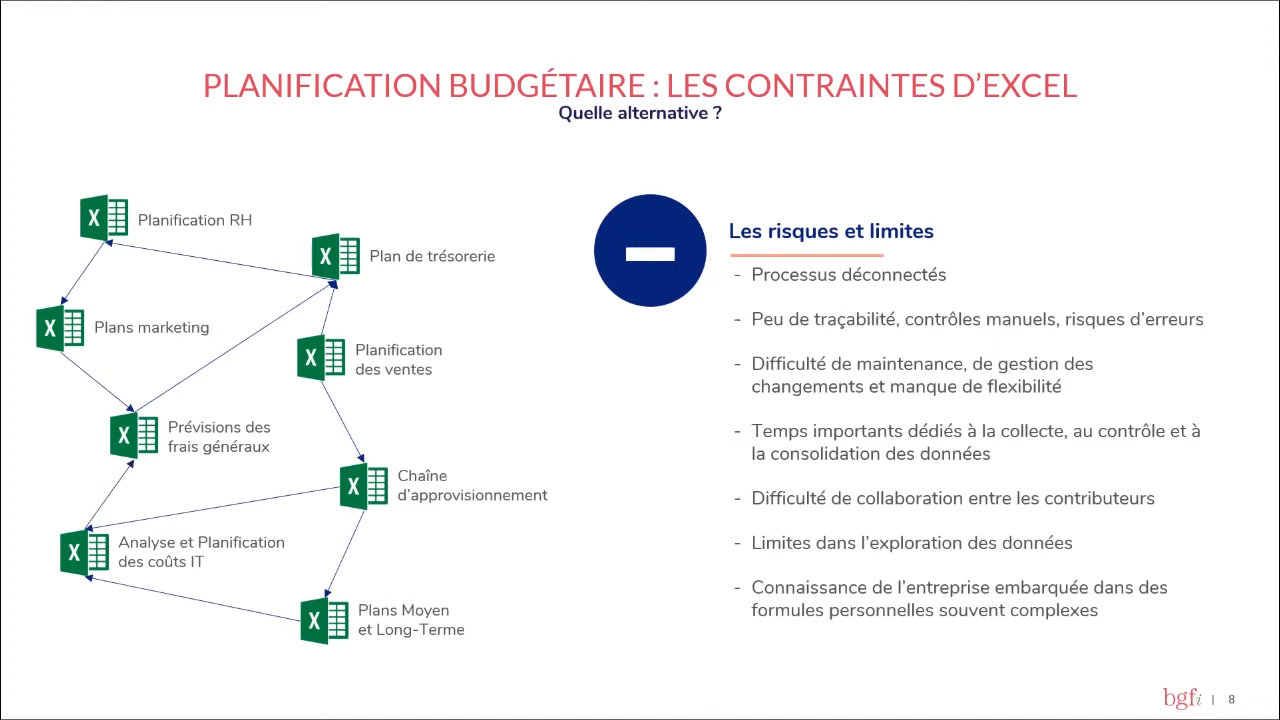 PLANIFICATION BUDGÉTAIRE : LES CONTRAINTES D’EXCEL
Quelle alternative ?
Planification RH
Plan de trésorerie
Plans marketing
Planification
des ventes
Prévisions des
frais généraux
Chaîne
d’approvisionnement
Analyse et Planification
des coûts IT
Plans Moyen
et Long-Terme
Les risques et limites
- Processus déconnectés
- Peu de traçabilité, contrôles manuels, risques d’erreurs
- Difficulté de maintenance, de gestion des
changements et manque de flexibilité
- Temps importants dédiés à la collecte, au contrôle et à
la consolidation des données
- Difficulté de collaboration entre les contributeurs
- Limites dans l’exploration des données
- Connaissance de l’entreprise embarquée dans des
formules personnelles souvent complexes
bgfi | 8